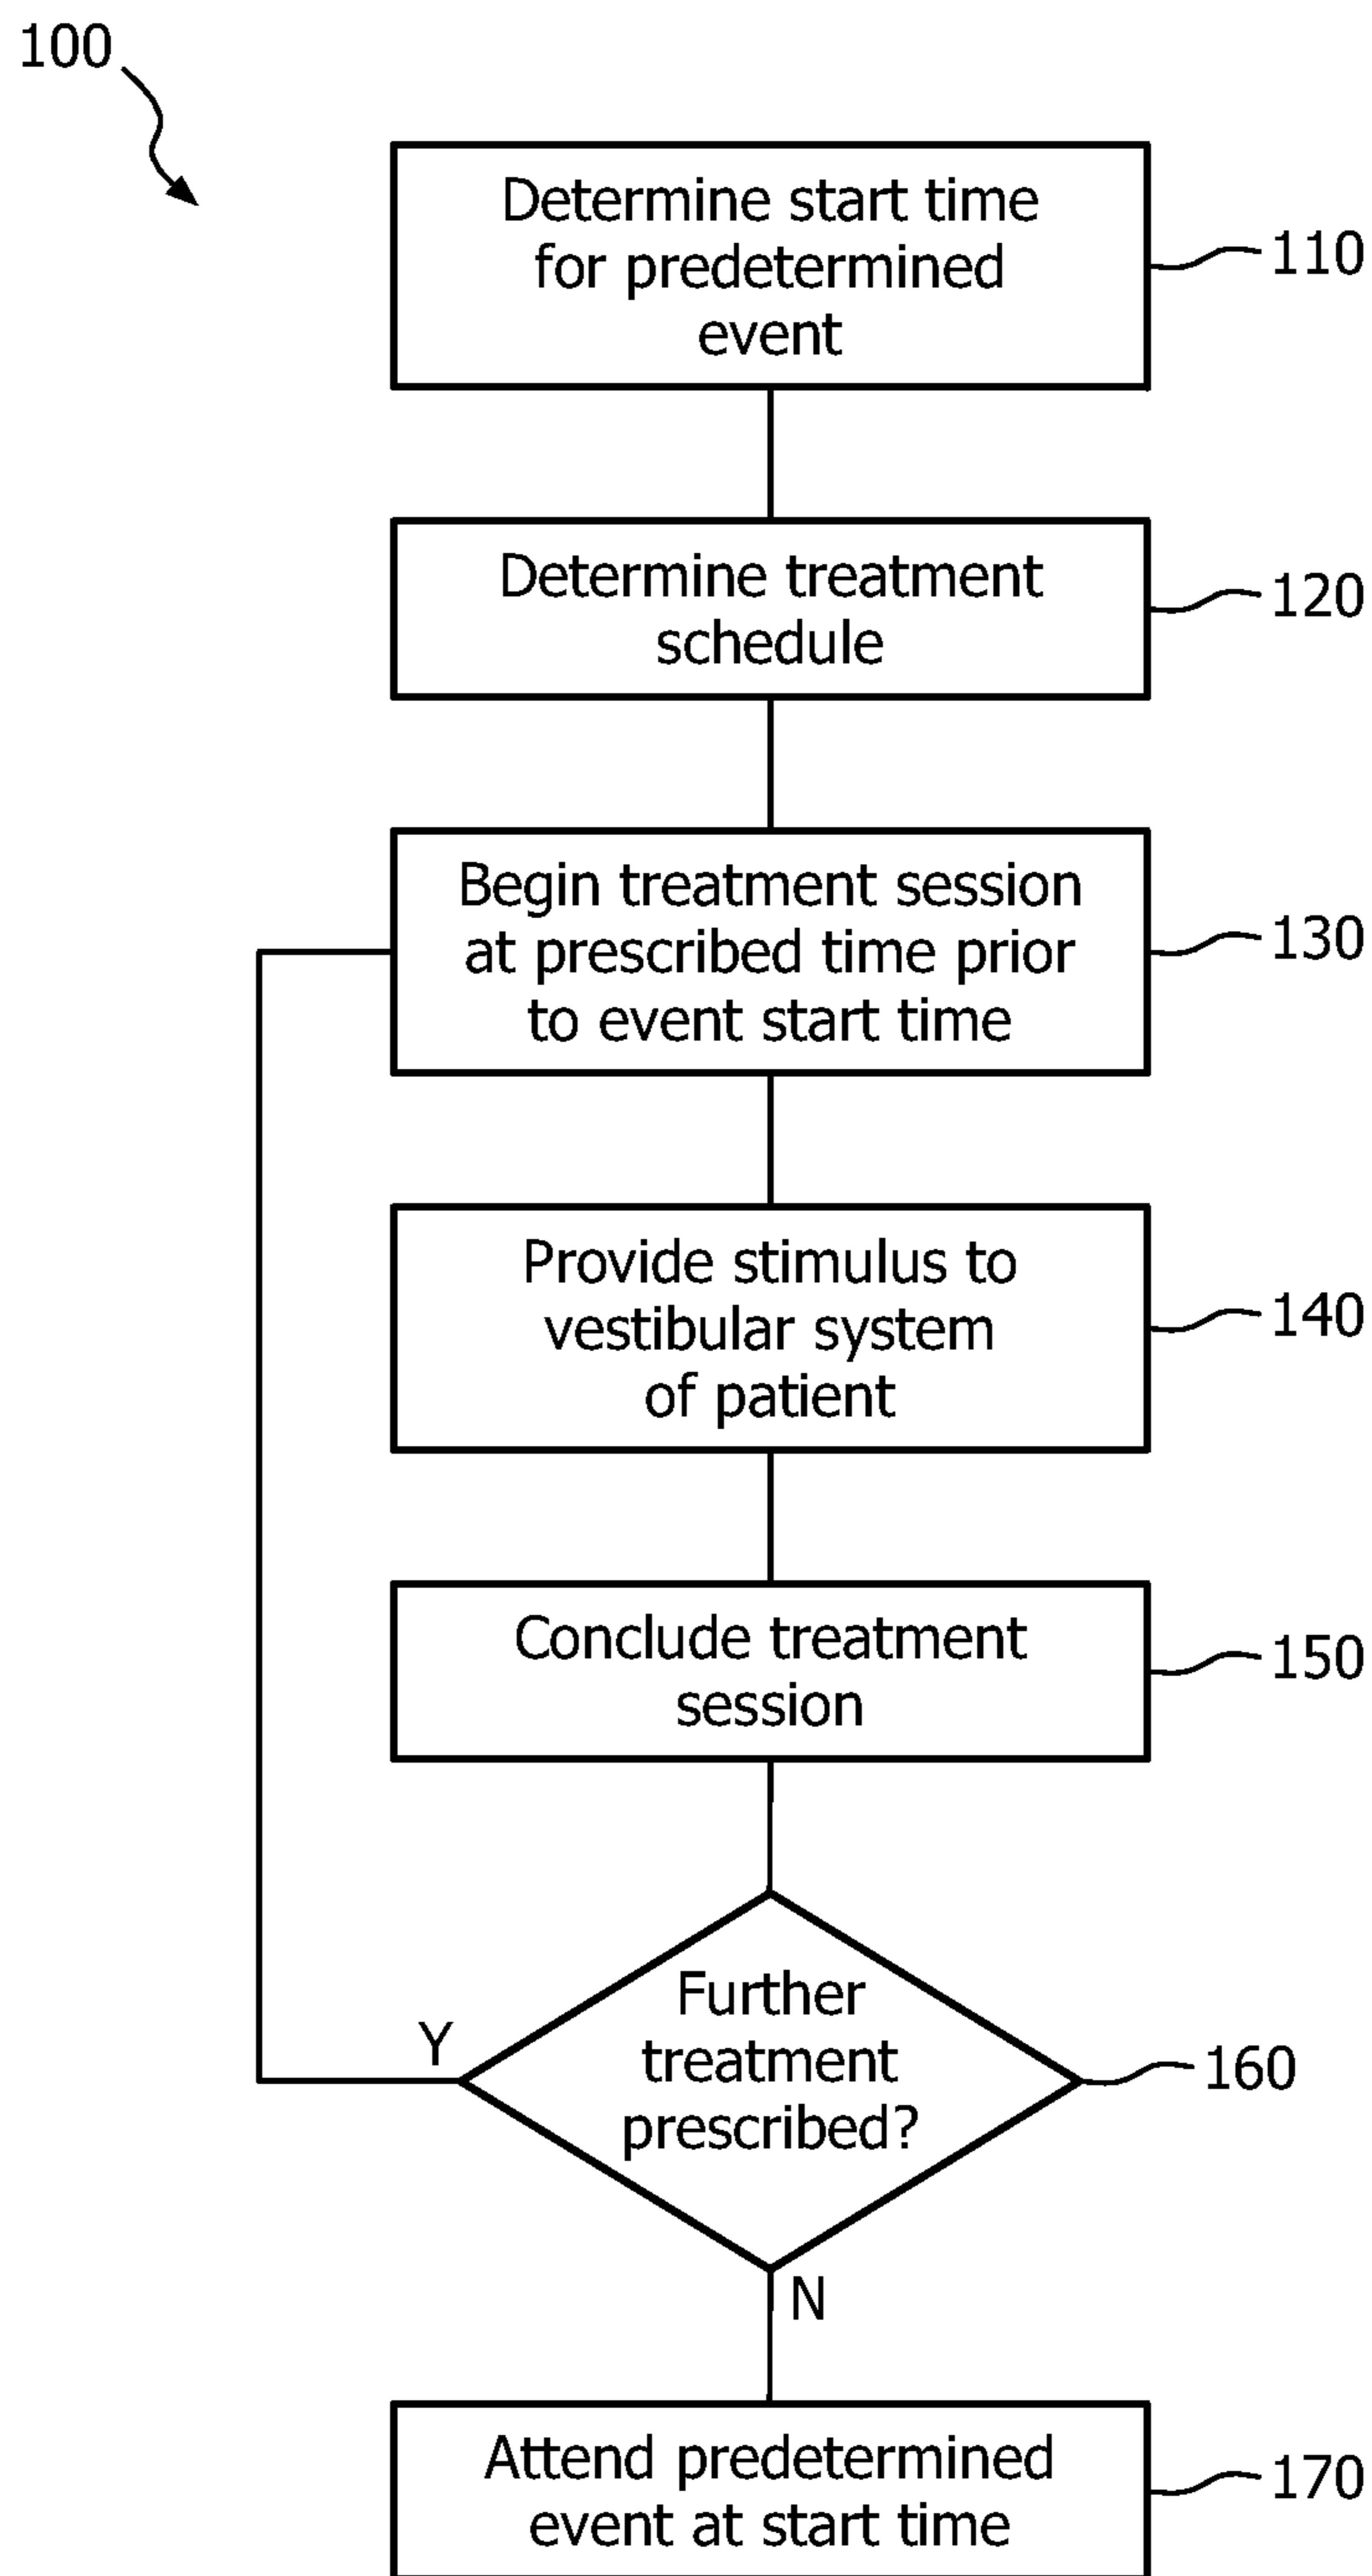 100
Determine start time
for predetermined
event
110
Determine treatment
schedule
120
Begin treatment session
at prescribed time prior
to event start time
130
Provide stimulus to
vestibular system
of patient
140
Conclude treatment
session
150
Further
treatment
prescribed?
Y
160
N
Attend predetermined
event at start time
170